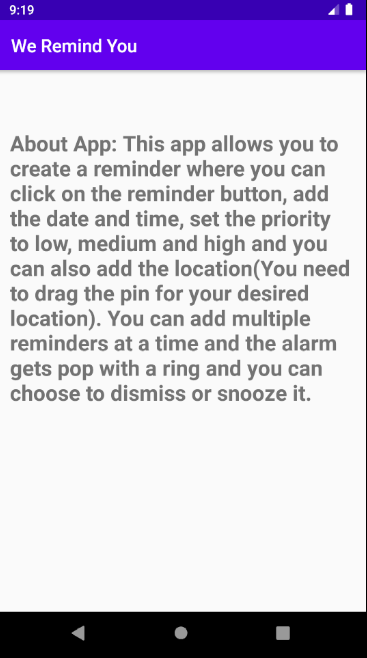 9:19
We Remind You
About App: This app allows you to
create a reminder where you can
click on the reminder button, add
the date and time, set the priority
to low, medium and high and you
can also add the location(You need
to drag the pin for your desired
location). You can add multiple
reminders at a time and the alarm
gets pop with a ring and you can
choose to dismiss or snooze it.